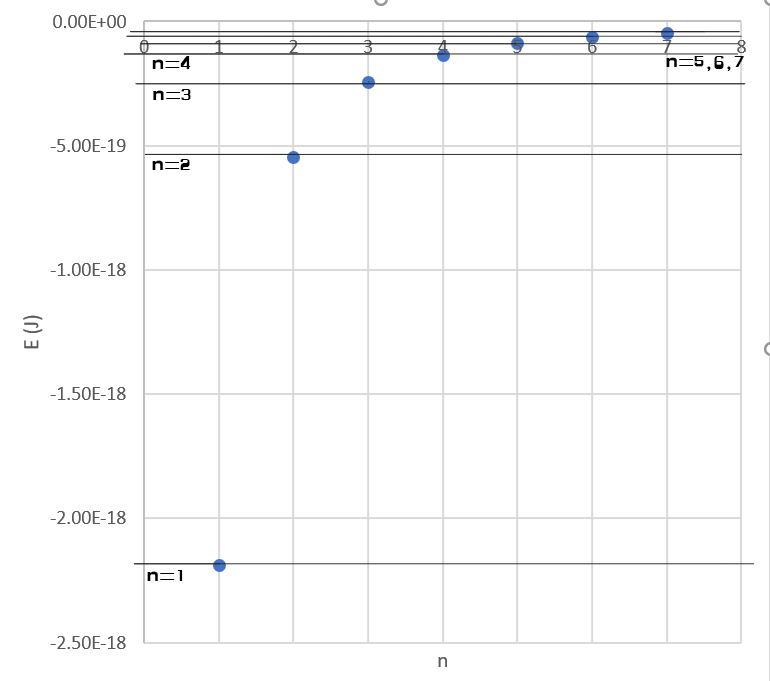 0.00E+00
0 1 2 3 4 5 6 7 8
n=4
n=5,6,7
n=3
-5.00E-19
n=2
-1.00E-18
E (J)
-1.50E-18
-2.00E-18
n=1
-2.50E-18
n